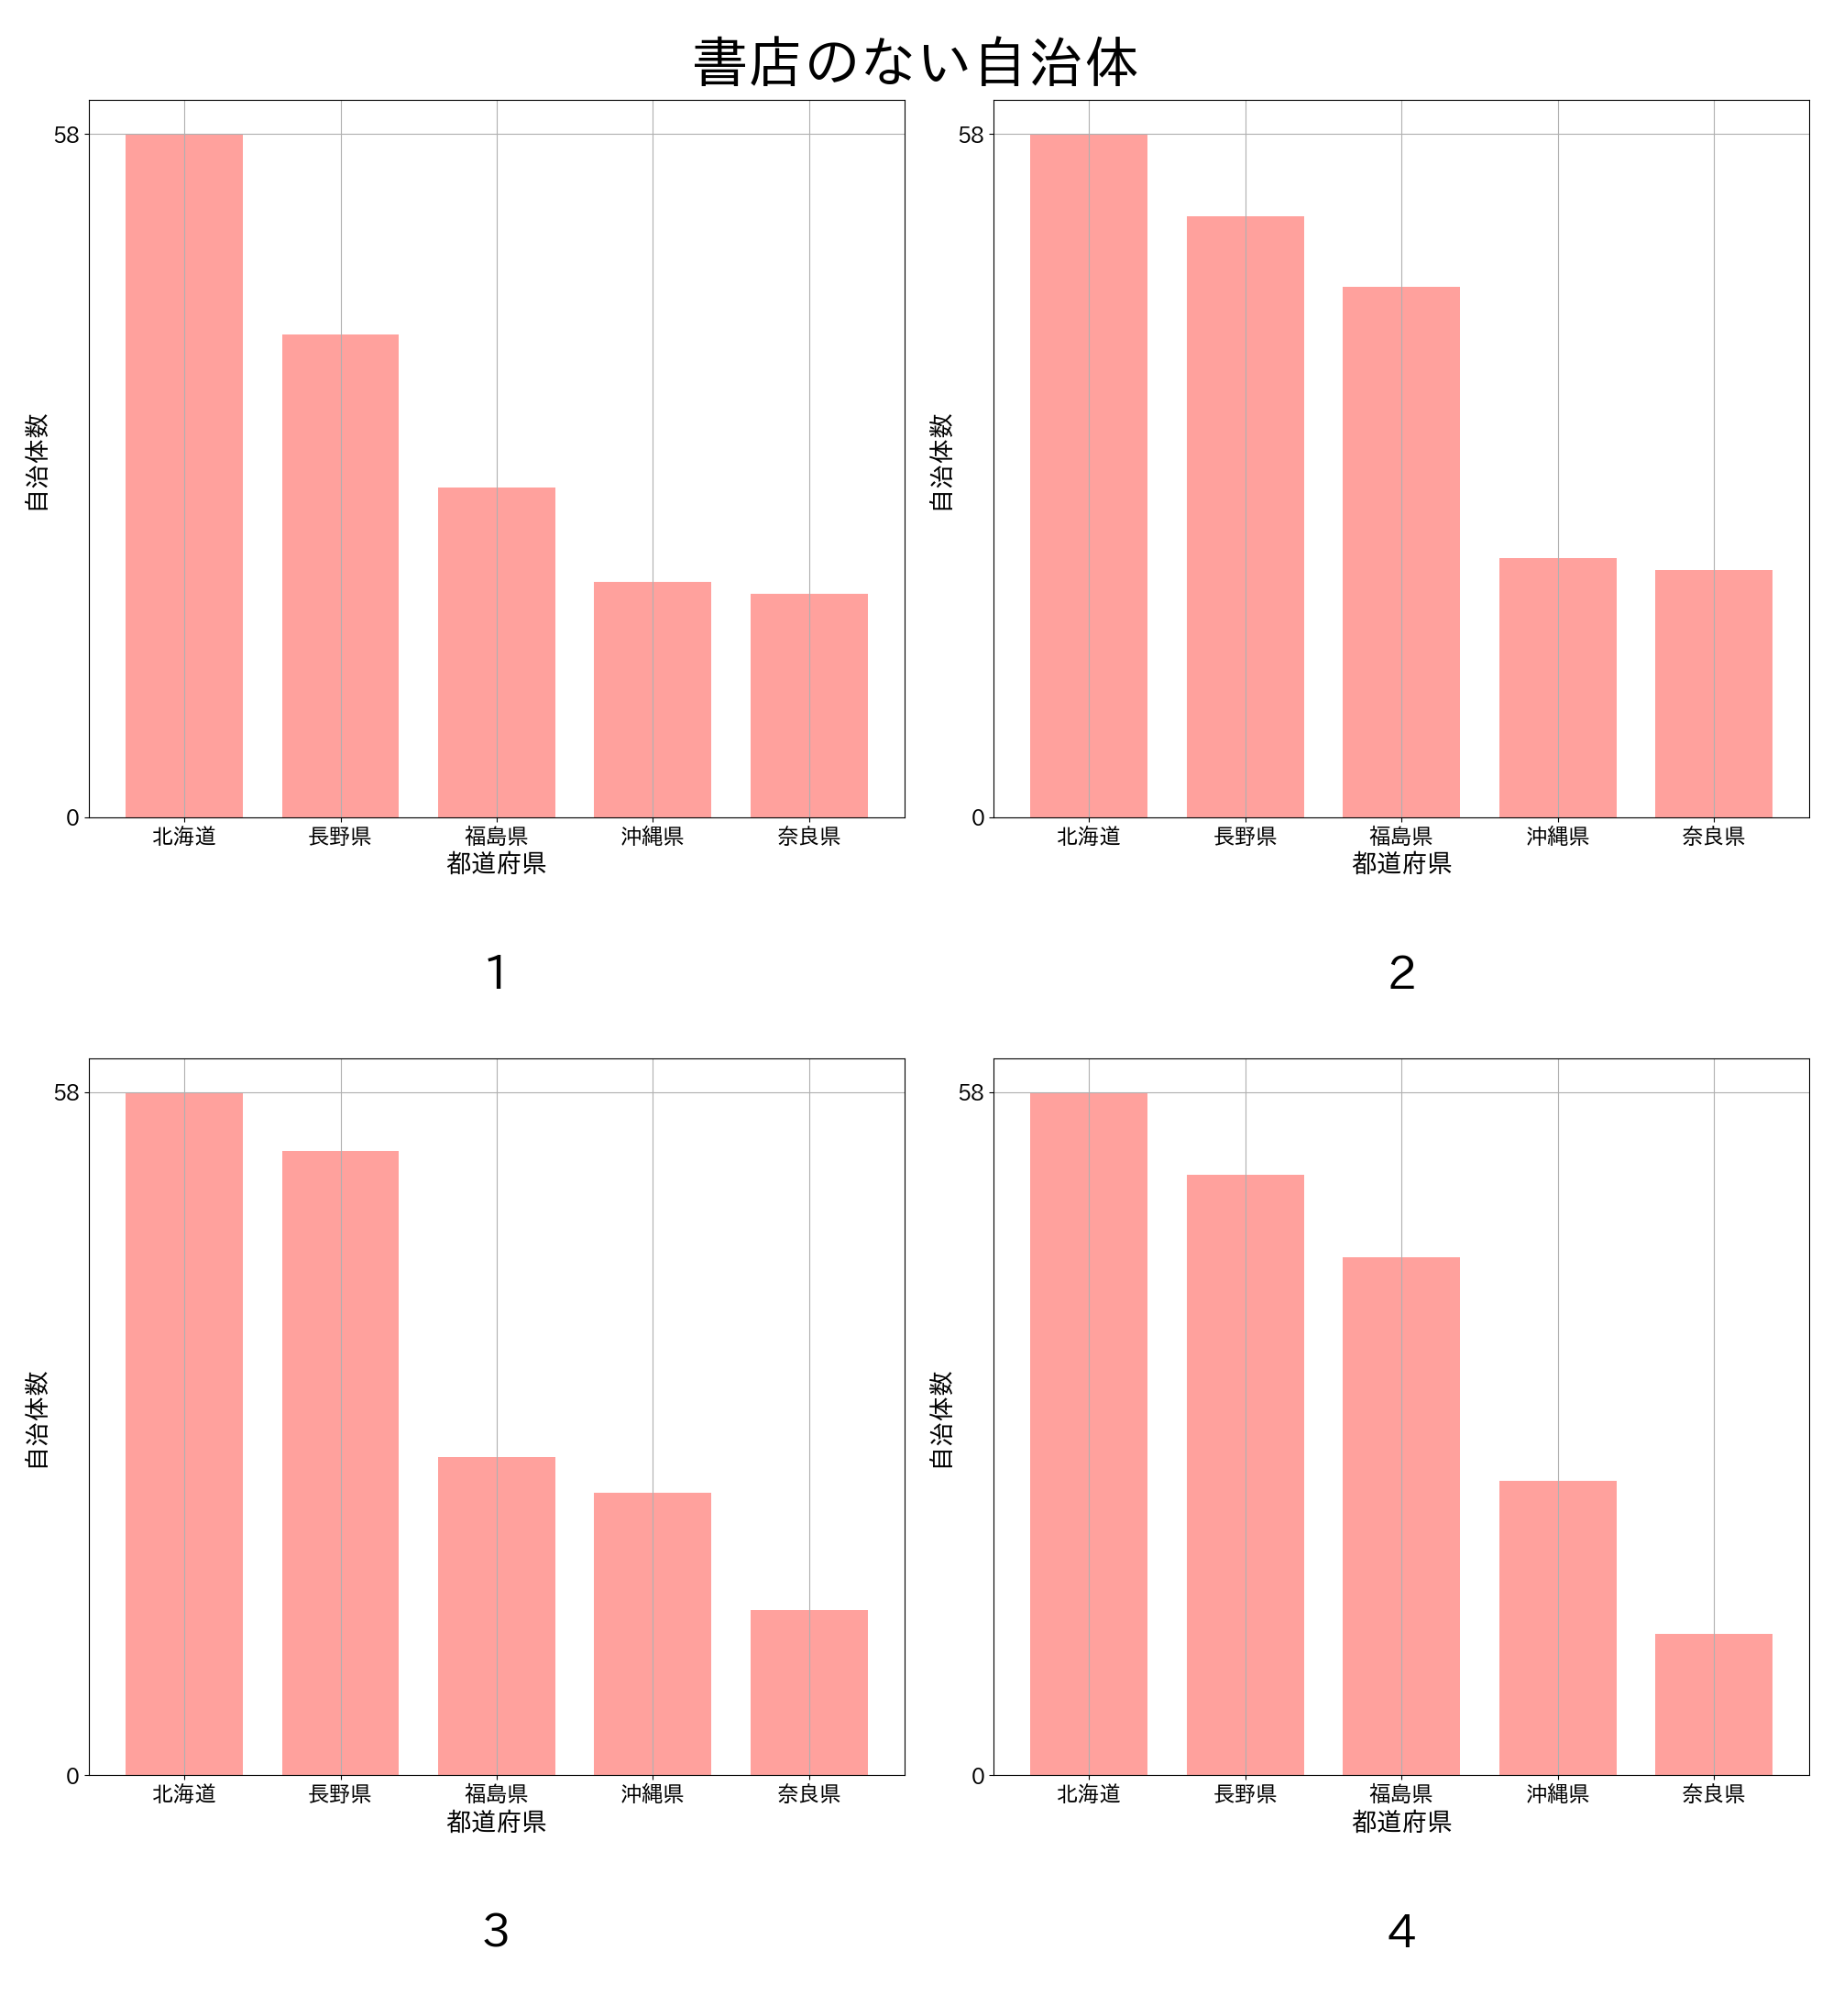 書店のない自治体
58
0
自治体数
北海道 長野県 福島県 沖縄県 奈良県
都道府県
1
58
0
自治体数
北海道 長野県 福島県 沖縄県 奈良県
都道府県
2
58
0
自治体数
北海道 長野県 福島県 沖縄県 奈良県
都道府県
3
58
0
自治体数
北海道 長野県 福島県 沖縄県 奈良県
都道府県
4